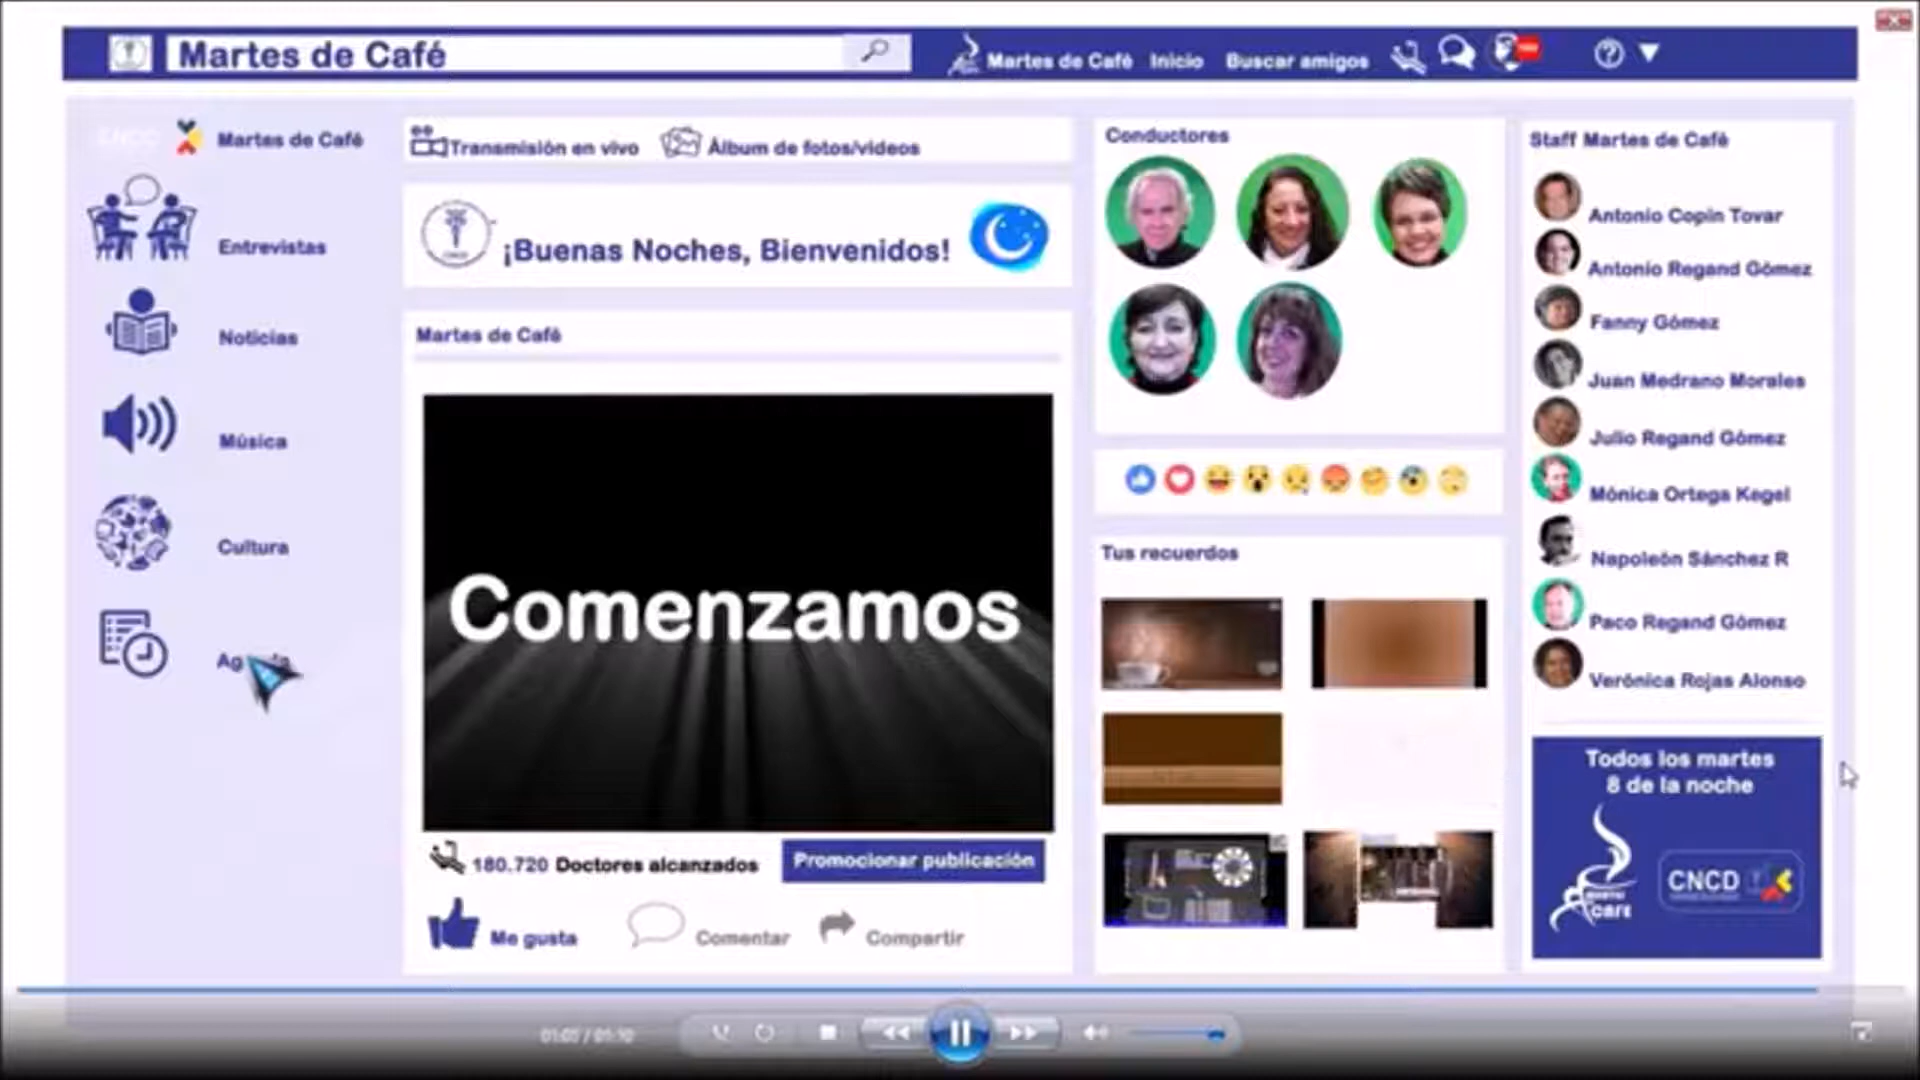 Martes de Café
Martes de Café
Inicio
Buscar amigos
Martes de Café
Entrevistas
Noticias
Música
Cultura
Transmisión en vivo
Álbum de fotos/videos
¡Buenas Noches, Bienvenidos!
Martes de Café
Comenzamos
180.720 Doctores alcanzados
Promocionar publicación
Me gusta
Comentar
Compartir
Conductores
Tus recuerdos
Staff Martes de Café
Antonio Copin Tovar
Antonio Regand Gómez
Fanny Gómez
Juan Medrano Morales
Julio Regand Gómez
Mónica Ortega Kegel
Napoleón Sánchez R
Paco Regand Gómez
Verónica Rojas Alonso
Todos los martes
8 de la noche
CNCD